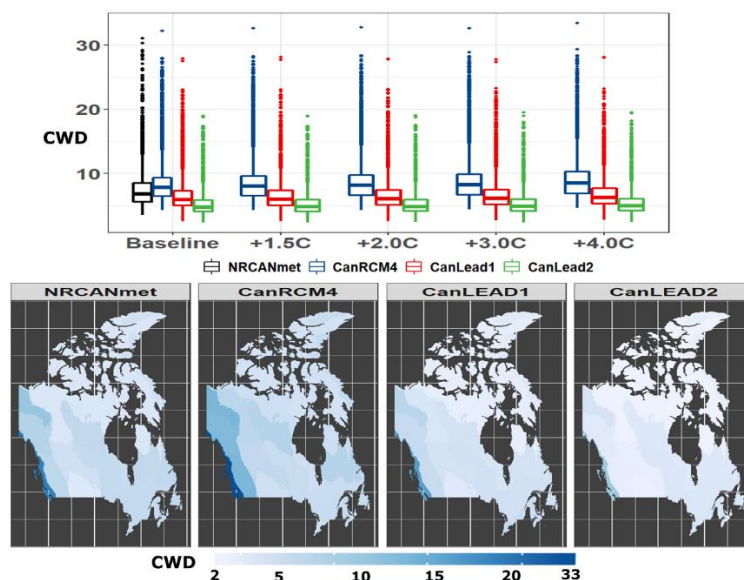 30
20
CWD
10
Baseline +1.5C +2.0C +3.0C +4.0C
NRCANmet CanRCM4 CanLead1 CanLead2
NRCANmet CanRCM4 CanLEAD1 CanLEAD2
CWD
2 5 10 15 20 33